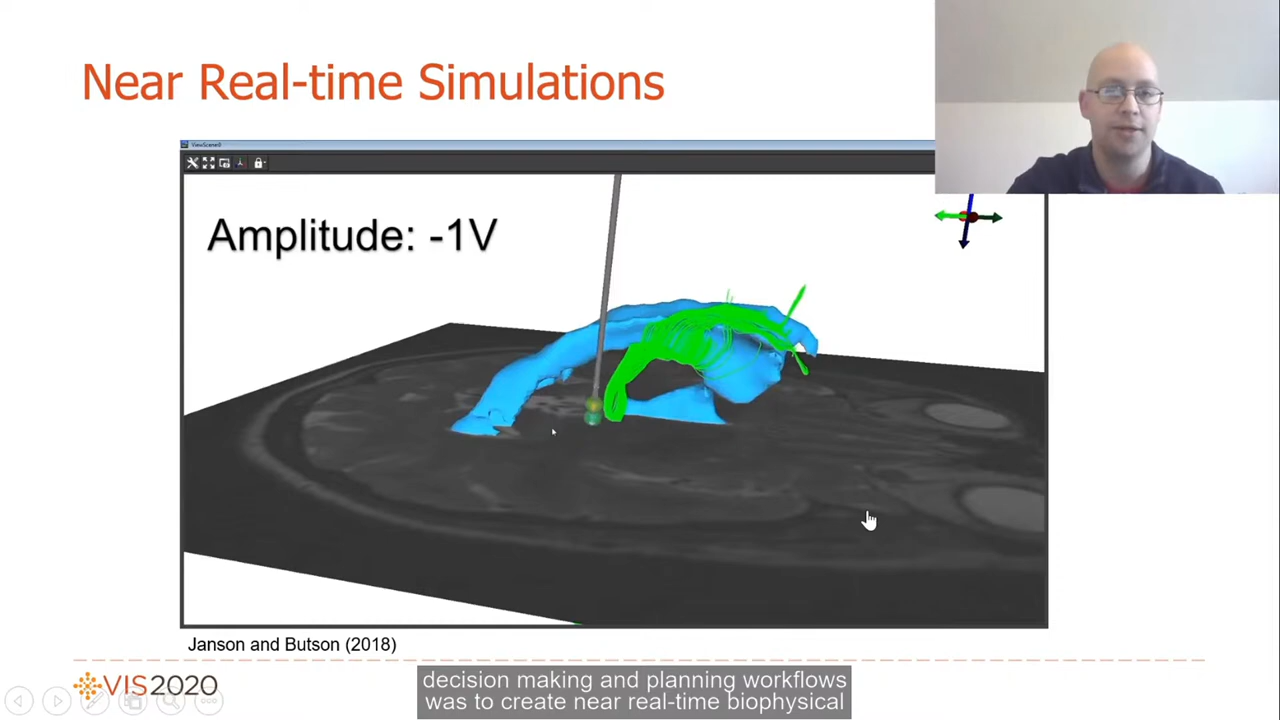 Near Real-time Simulations
ViewScene0
Amplitude: -1V
Janson and Butson (2018)
VIS2020
decision making and planning workflows
was to create near real-time biophysical